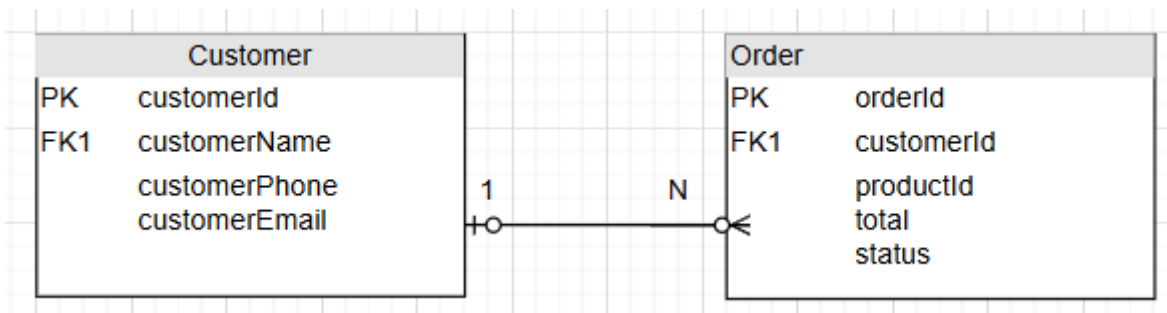 Customer
PK customerId
FK1 customerName
customerPhone
customerEmail
1 N
Order
PK orderId
FK1 customerId
productId
total
status